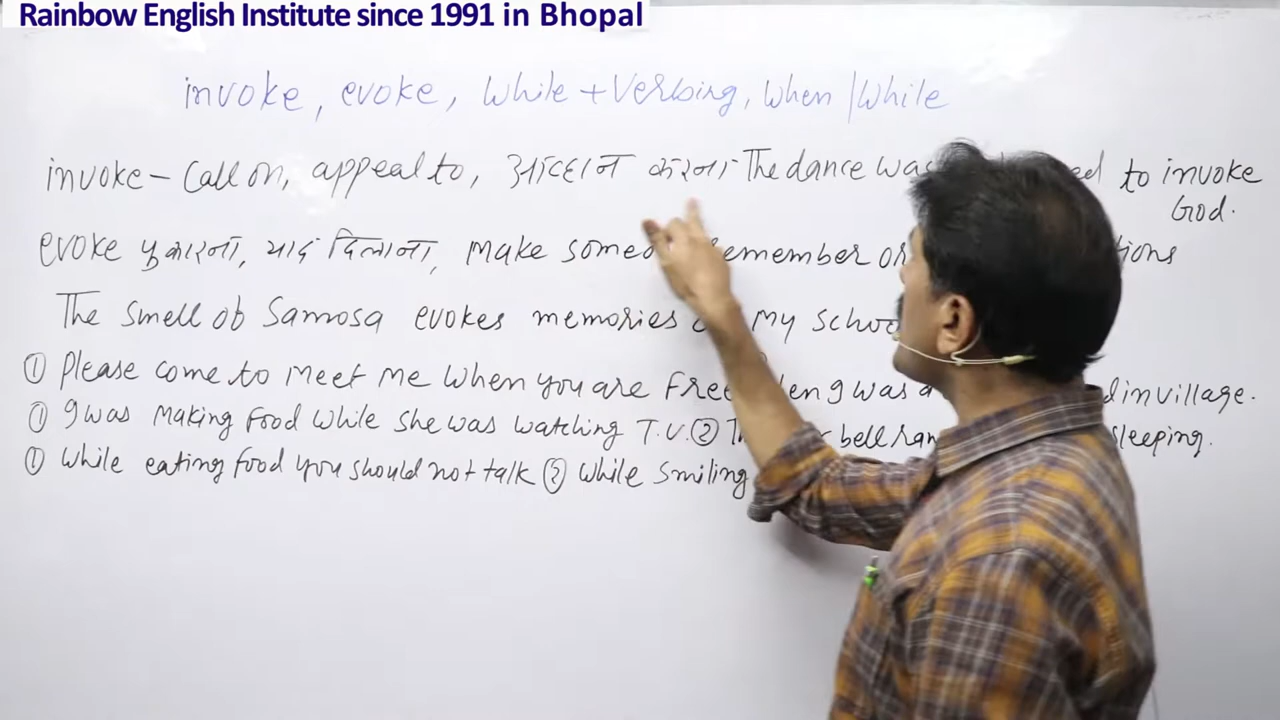 Rainbow English Institute since 1991 in Bhopal
invoke, evoke, While + Verbing, When / While
invoke - Call on, appeal to, आव्हान करना The dance was to invoke
God.
evoke पुकारना, याद दिलाना, make remember or
The smell of Samosa evokes memories my
① Please come to meet me when you are Free I was in village.
① I was making food while she was watching T.V. ② bell sleeping.
① While eating food you should not talk ② While smiling